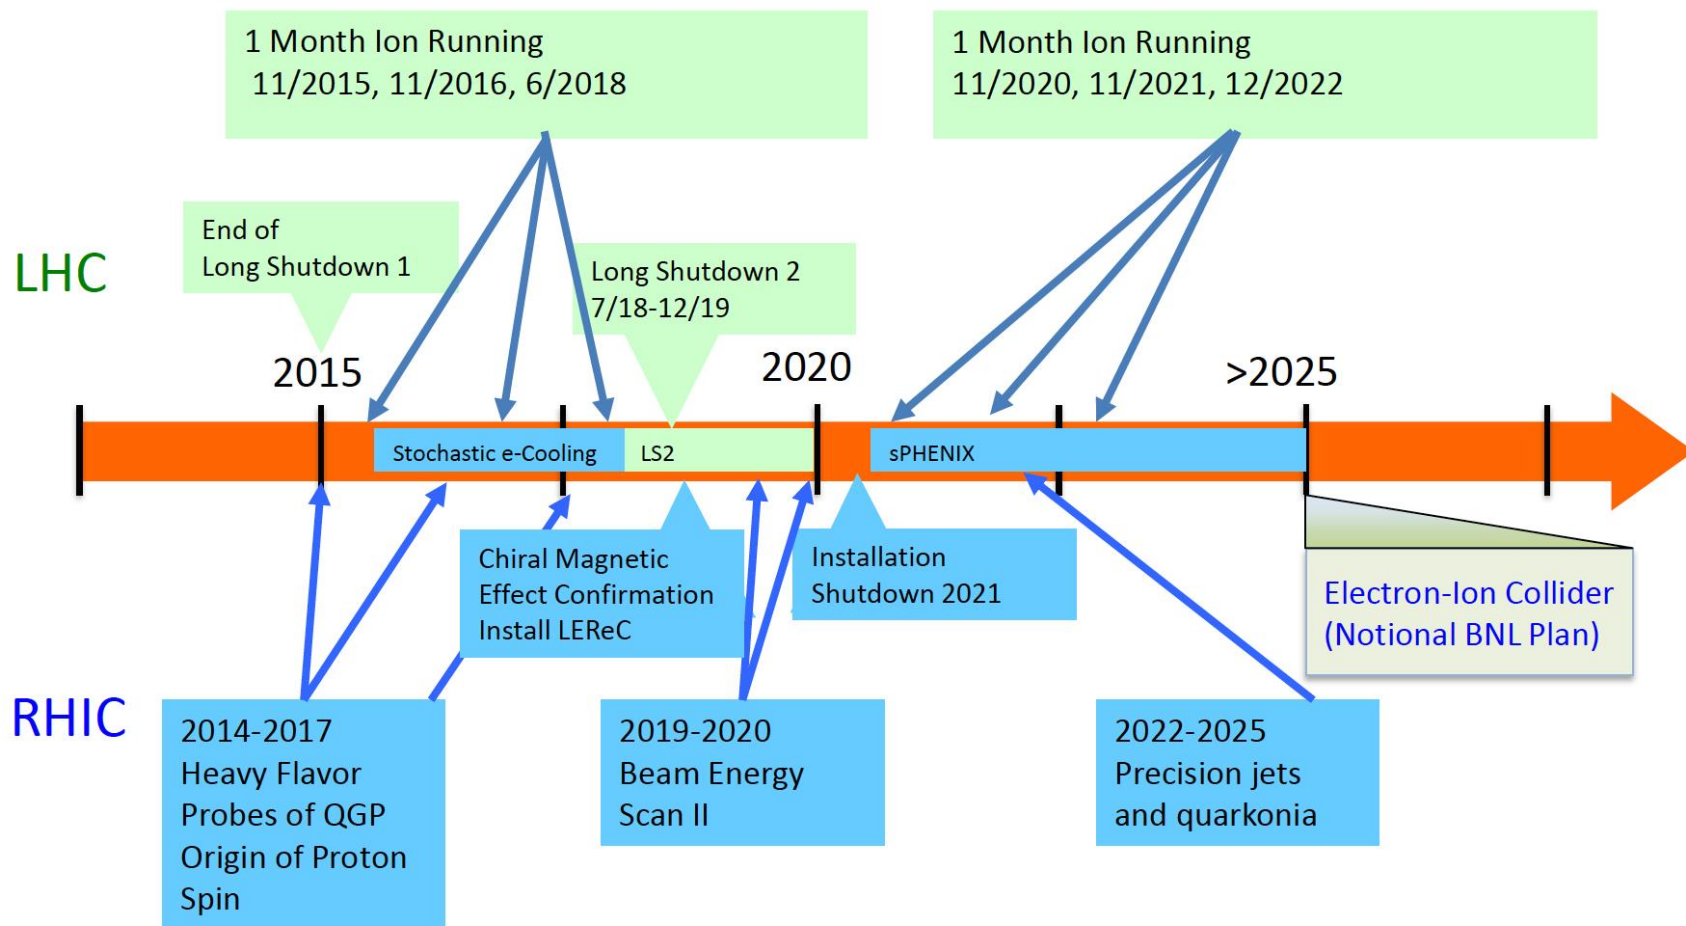 1 Month Ion Running
11/2015, 11/2016, 6/2018
1 Month Ion Running
11/2020, 11/2021, 12/2022
End of
Long Shutdown 1
LHC
Long Shutdown 2
7/18-12/19
2015
2020
>2025
Stochastic e-Cooling
LS2
sPHENIX
Chiral Magnetic
Effect Confirmation
Install LEReC
Installation
Shutdown 2021
Electron-Ion Collider
(Notional BNL Plan)
RHIC
2014-2017
Heavy Flavor
Probes of QGP
Origin of Proton
Spin
2019-2020
Beam Energy
Scan II
2022-2025
Precision jets
and quarkonia